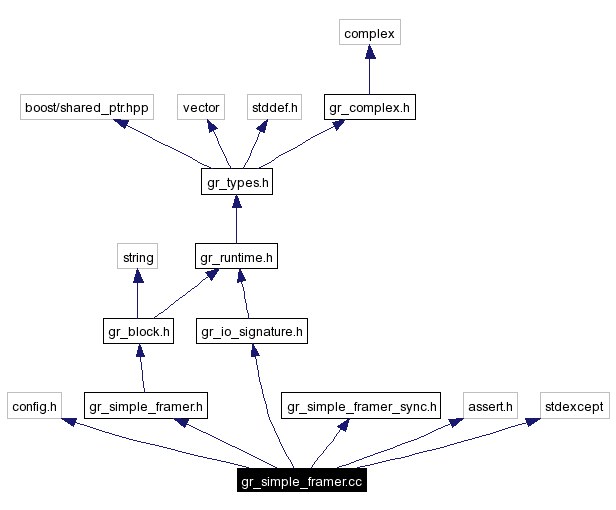 complex
boost/shared_ptr.hpp
vector
stddef.h
gr_complex.h
gr_types.h
string
gr_runtime.h
gr_block.h
gr_io_signature.h
config.h
gr_simple_framer.h
gr_simple_framer_sync.h
assert.h
stdexcept
gr_simple_framer.cc